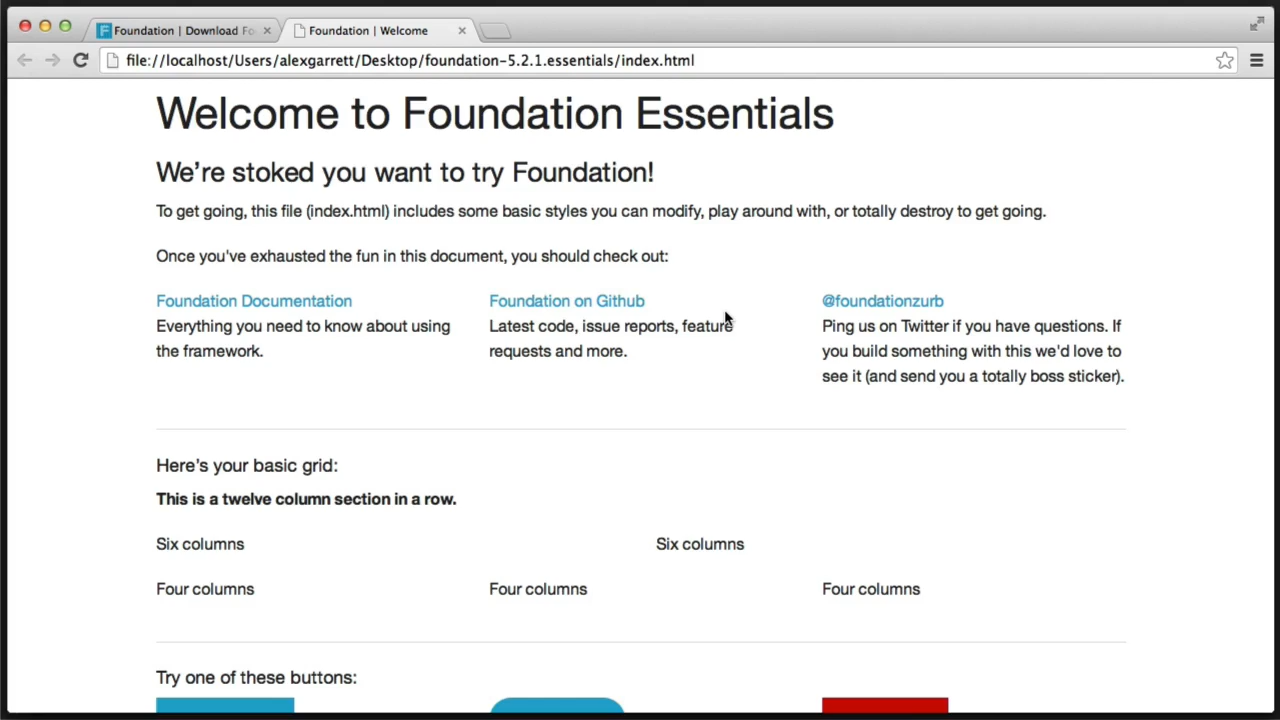 Foundation | Download Fo
Foundation | Welcome
file://localhost/Users/alexgarrett/Desktop/foundation-5.2.1.essentials/index.html
Welcome to Foundation Essentials
We're stoked you want to try Foundation!
To get going, this file (index.html) includes some basic styles you can modify, play around with, or totally destroy to get going.
Once you've exhausted the fun in this document, you should check out:
Foundation Documentation
Everything you need to know about using
the framework.
Foundation on Github
Latest code, issue reports, feature
requests and more.
@foundationzurb
Ping us on Twitter if you have questions. If
you build something with this we'd love to
see it (and send you a totally boss sticker).
Here's your basic grid:
This is a twelve column section in a row.
Six columns
Six columns
Four columns
Four columns
Four columns
Try one of these buttons: